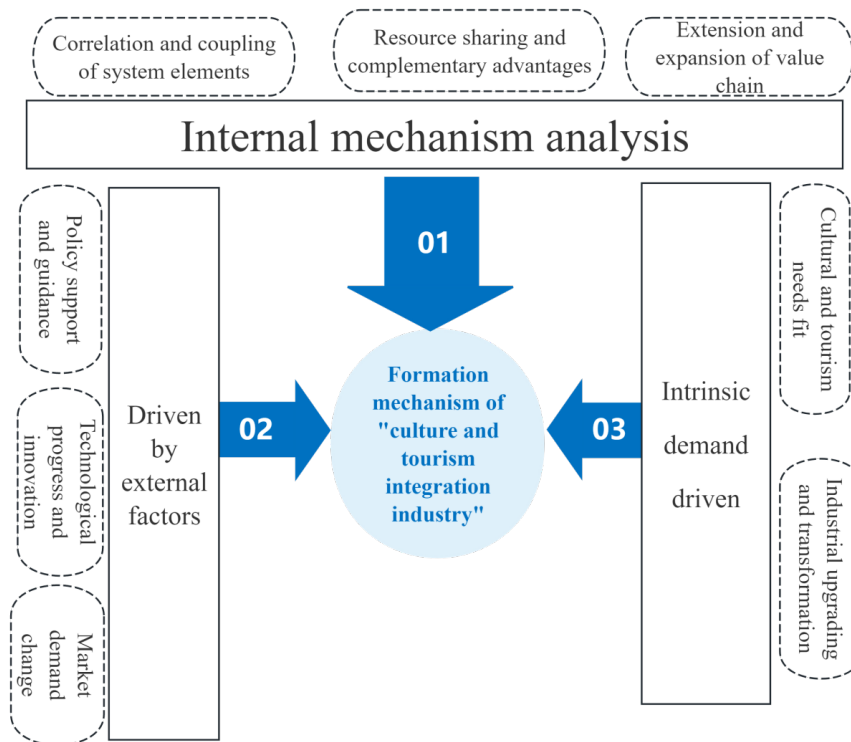 Correlation and coupling
of system elements
Resource sharing and
complementary advantages
Extension and
expansion of value
chain
Internal mechanism analysis
01
Policy support
and guidance
Technological
progress and
innovation
Market
demand
change
Driven
by
external
factors
02
Formation
mechanism of
"culture and
tourism
integration
industry"
03
Intrinsic
demand
driven
Cultural and tourism
needs fit
Industrial upgrading
and transformation